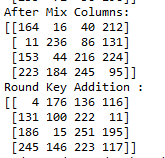 After Mix Columns:
[[164  16  40 212]
 [ 11 236  86 131]
 [153  44 216 224]
 [223 184 245  95]]
Round Key Addition :
[[  4 176 136 116]
 [131 100 222  11]
 [186  15 251 195]
 [245 146 223 117]]